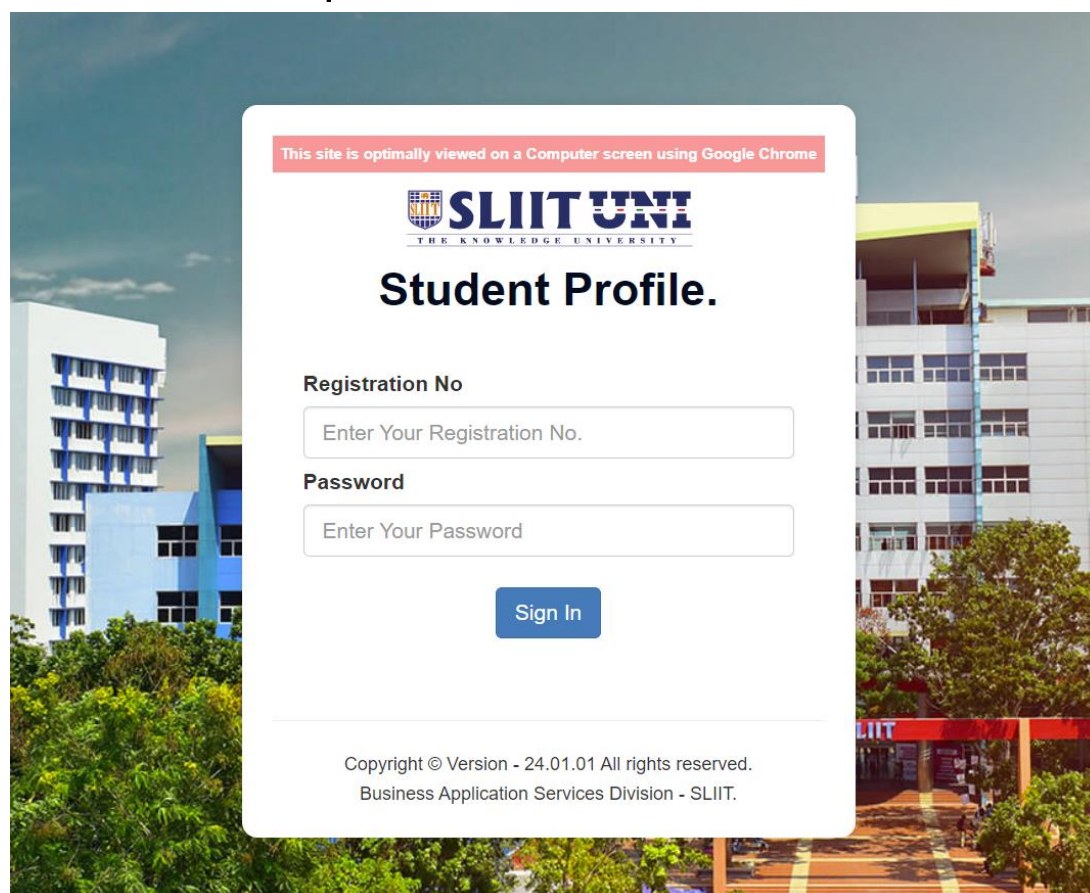 This site is optimally viewed on a Computer screen using Google Chrome
SLIIT
SLIIT UNI
THE KNOWLEDGE UNIVERSITY
Student Profile.
Registration No
Enter Your Registration No.
Password
Enter Your Password
Sign In
LIIT
Copyright © Version - 24.01.01 All rights reserved.
Business Application Services Division - SLIIT.